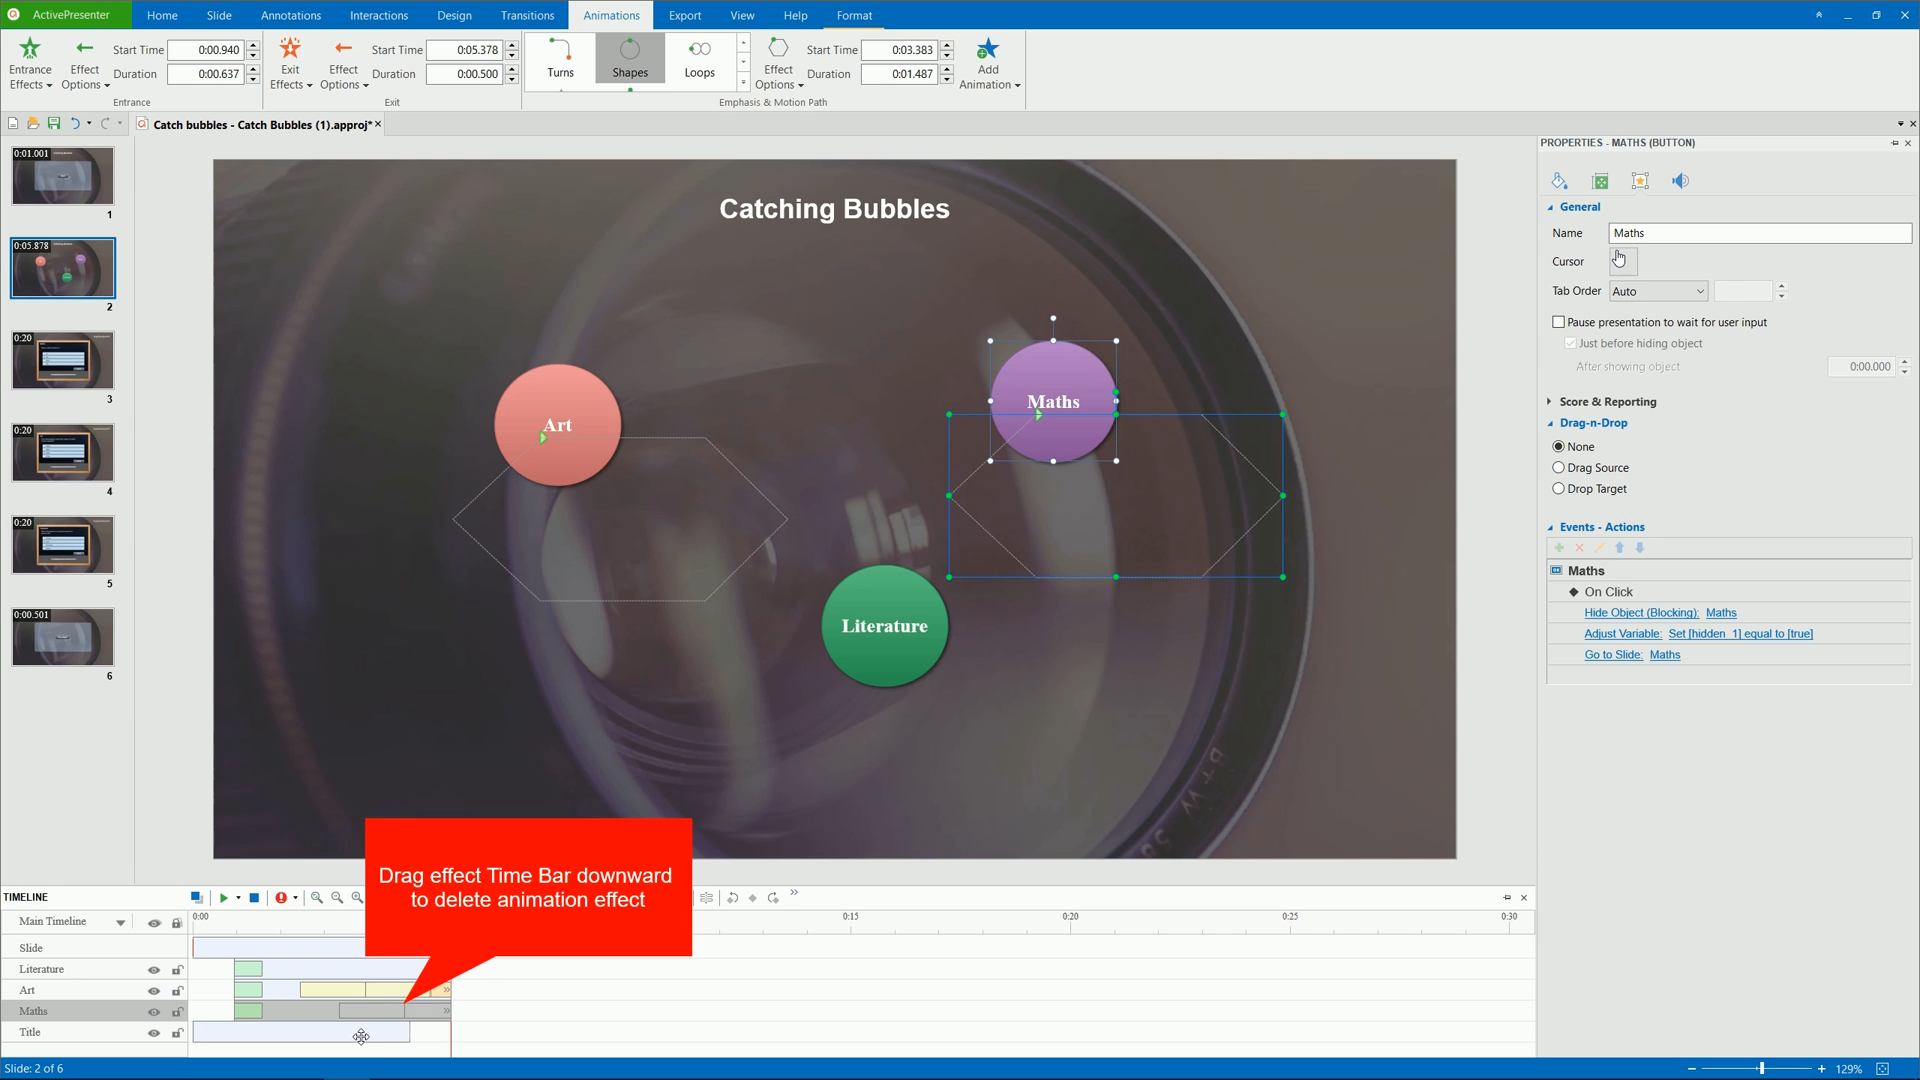 ActivePresenter
Home
Slide
Annotations
Interactions
Design
Transitions
Animations
Export
View
Help
Format
Entrance Effects
Effect Options
Start Time 0:00.940
Duration 0:00.637
Entrance
Exit Effects
Effect Options
Start Time 0:05.378
Duration 0:00.500
Exit
Turns
Shapes
Loops
Effect Options
Start Time 0:03.383
Duration 0:01.487
Emphasis & Motion Path
Add Animation
Catch bubbles - Catch Bubbles (1).approj*
0:01.001
1
0:05.878
2
0:20
3
0:20
4
0:20
5
0:00.501
6
Catching Bubbles
Art
Maths
Literature
Drag effect Time Bar downward
to delete animation effect
PROPERTIES - MATHS (BUTTON)
General
Name Maths
Cursor
Tab Order Auto
Pause presentation to wait for user input
Just before hiding object
After showing object 0:00.000
Score & Reporting
Drag-n-Drop
None
Drag Source
Drop Target
Events - Actions
Maths
On Click
Hide Object (Blocking): Maths
Adjust Variable: Set [hidden_1] equal to [true]
Go to Slide: Maths
TIMELINE
Main Timeline
0:00
0:15
0:20
0:25
0:30
Slide
Literature
Art
Maths
Title
Slide: 2 of 6
129%